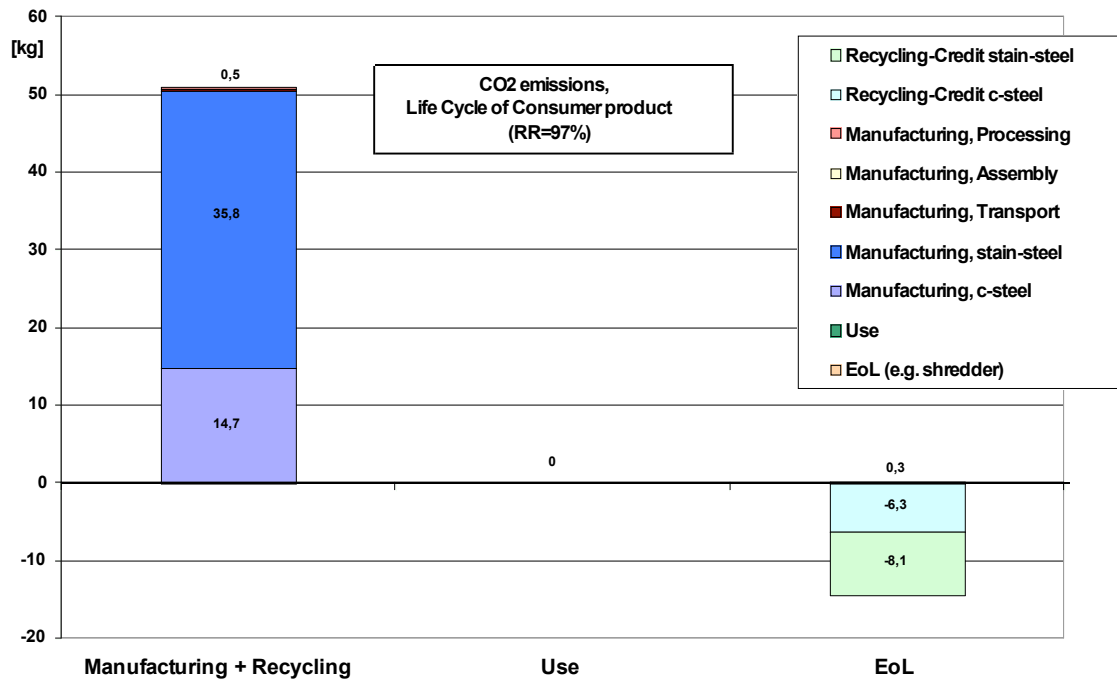 60
[kg]
50
40
30
20
10
0
-10
-20
0,5
35,8
14,7
0
0,3
-6,3
-8,1
CO2 emissions,
Life Cycle of Consumer product
(RR=97%)
Recycling-Credit stain-steel
Recycling-Credit c-steel
Manufacturing, Processing
Manufacturing, Assembly
Manufacturing, Transport
Manufacturing, stain-steel
Manufacturing, c-steel
Use
EoL (e.g. shredder)
Manufacturing + Recycling
Use
EoL